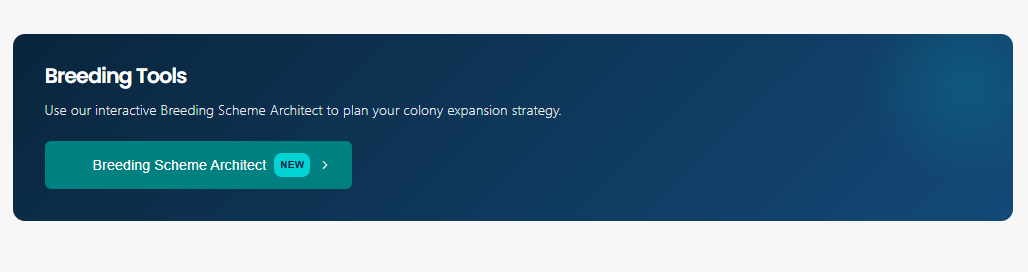 Breeding Tools
Use our interactive Breeding Scheme Architect to plan your colony expansion strategy.
Breeding Scheme Architect NEW